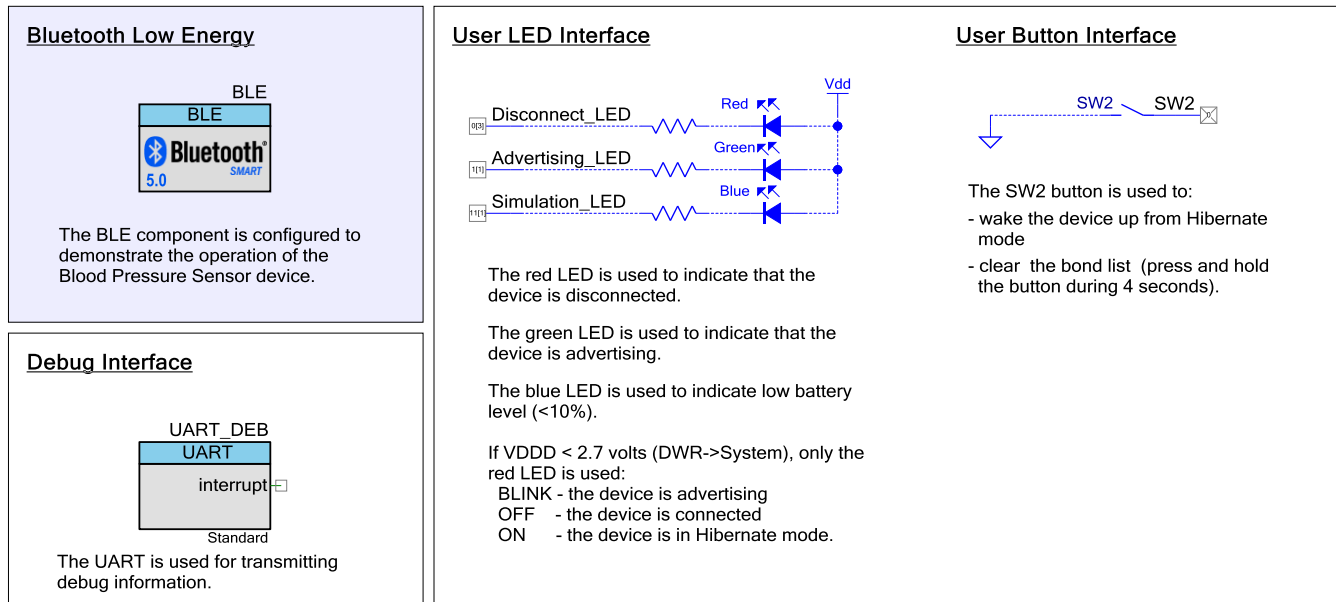 Bluetooth Low Energy
BLE
BLE
Bluetooth®
SMART
5.0
The BLE component is configured to
demonstrate the operation of the
Blood Pressure Sensor device.
Debug Interface
UART_DEB
UART
interrupt
Standard
The UART is used for transmitting
debug information.
User LED Interface
Vdd
0[3] Disconnect_LED Red
1[1] Advertising_LED Green
11[1] Simulation_LED Blue
The red LED is used to indicate that the
device is disconnected.
The green LED is used to indicate that the
device is advertising.
The blue LED is used to indicate low battery
level (<10%).
If VDDD < 2.7 volts (DWR->System), only the
red LED is used:
BLINK - the device is advertising
OFF - the device is connected
ON - the device is in Hibernate mode.
User Button Interface
SW2 SW2
The SW2 button is used to:
- wake the device up from Hibernate
mode
- clear the bond list (press and hold
the button during 4 seconds).